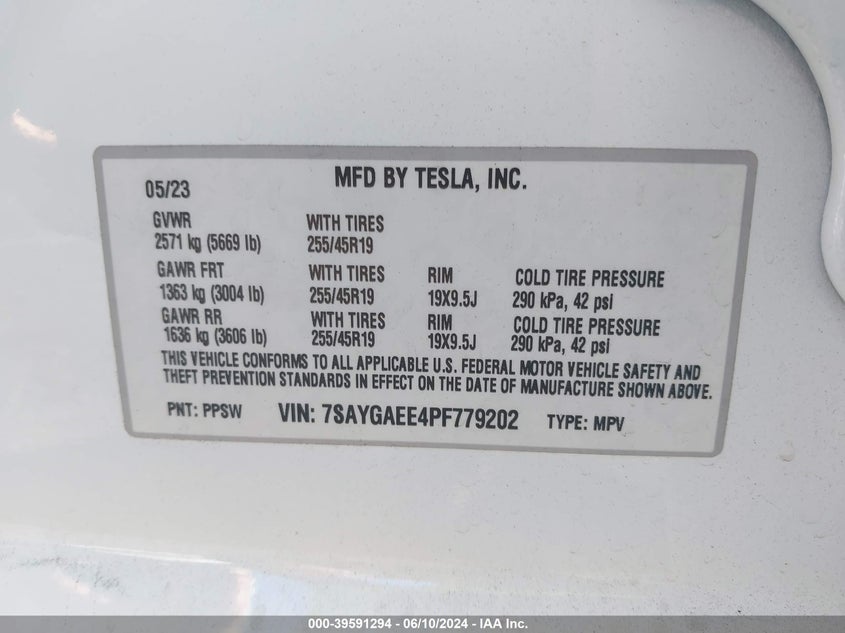 05/23 MFD BY TESLA, INC.
GVWR WITH TIRES
2571 kg (5669 lb) 255/45R19
GAWR FRT WITH TIRES RIM COLD TIRE PRESSURE
1363 kg (3004 lb) 255/45R19 19X9.5J 290 kPa, 42 psi
GAWR RR WITH TIRES RIM COLD TIRE PRESSURE
1636 kg (3606 lb) 255/45R19 19X9.5J 290 kPa, 42 psi
THIS VEHICLE CONFORMS TO ALL APPLICABLE U.S. FEDERAL MOTOR VEHICLE SAFETY AND
THEFT PREVENTION STANDARDS IN EFFECT ON THE DATE OF MANUFACTURE SHOWN ABOVE.
PNT: PPSW VIN: 7SAYGAEE4PF779202 TYPE: MPV
000-39591294 - 06/10/2024 - IAA Inc.